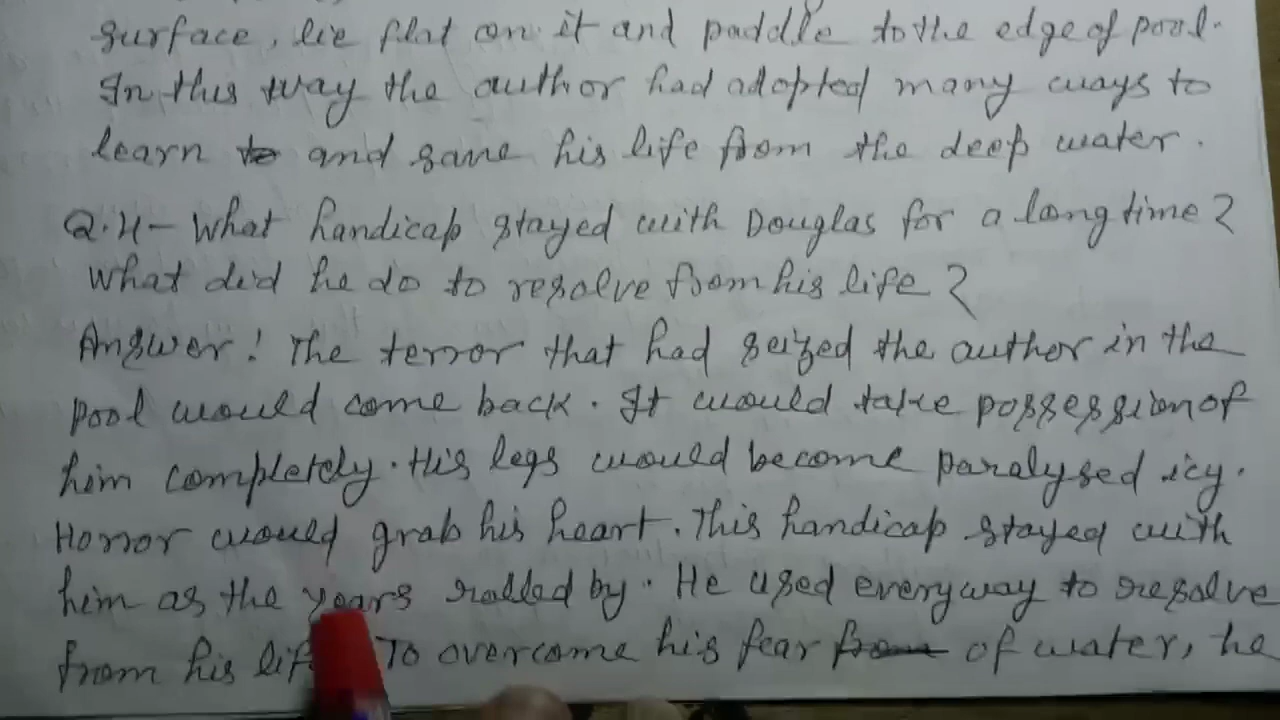 surface, lie flat on it and paddle to the edge of pool.
In this way the author had adopted many ways to
learn and save his life from the deep water.
Q.4- What handicap stayed with Douglas for a long time?
What did he do to resolve from his life?
Answer: The terror that had seized the author in the
pool would come back. It would take possession of
him completely. His legs would become paralysed icy.
Horror would grab his heart. This handicap stayed with
him as the years rolled by. He used everyway to resolve
from his life To overcome his fear of water, he